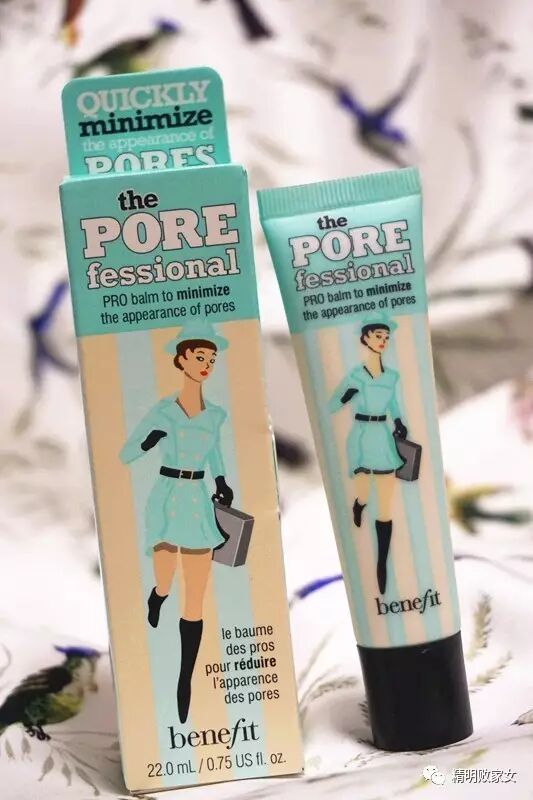 QUICKLY
minimize
the appearance of
PORES
the
PORE
fessional
PRO balm to minimize
the appearance of pores
le baume
des pros
pour réduire
l'apparence
des pores
benefit
22.0 mL / 0.75 US fl. oz.
the
PORE
fessional
PRO balm to minimize
the appearance of pores
benefit
精明败家女